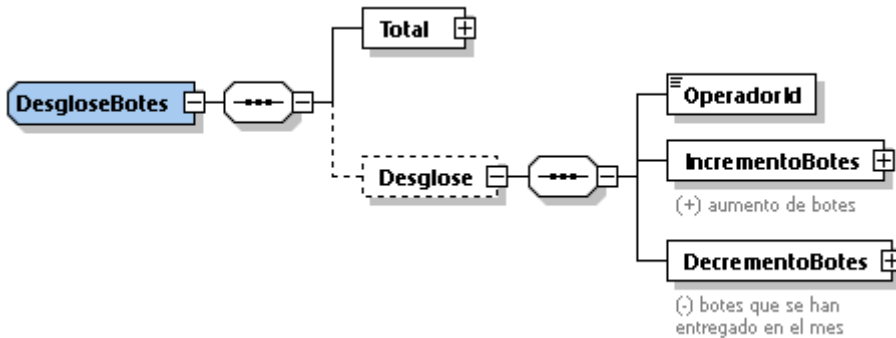 Total
DesgloseBotes
OperadorId
IncrementoBotes
(+) aumento de botes
Desglose
DecrementoBotes
(-) botes que se han
entregado en el mes